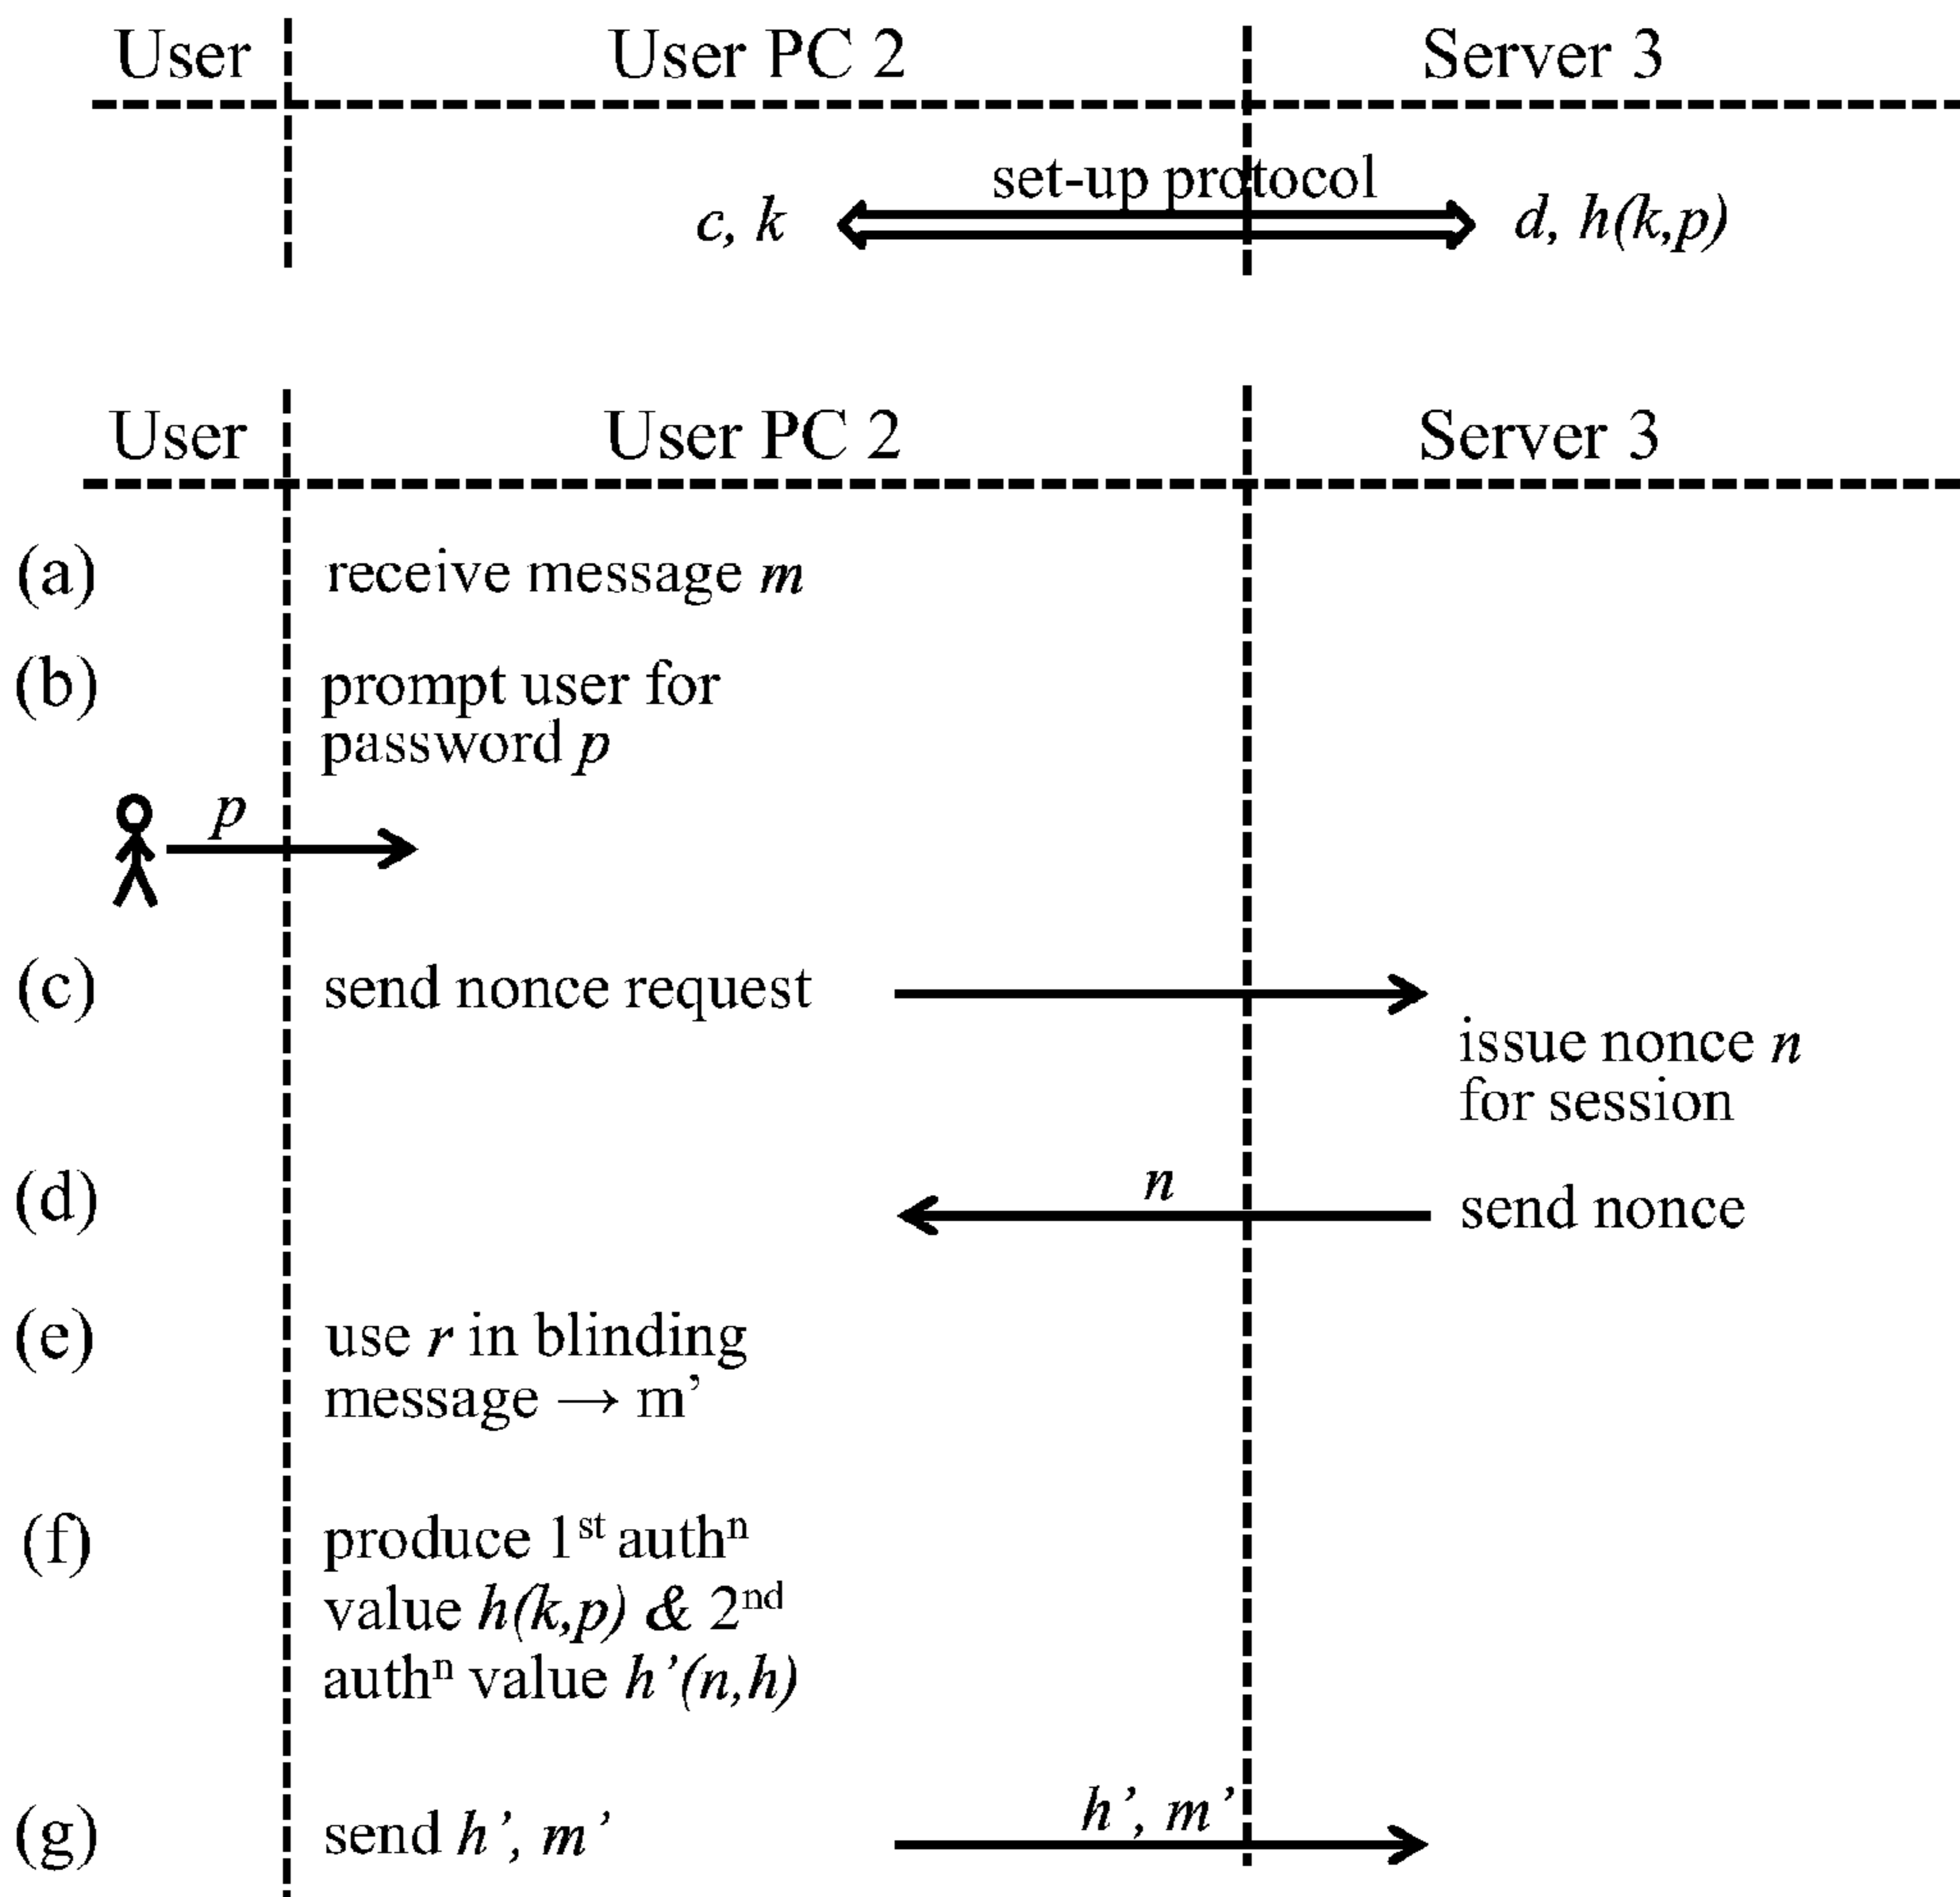 User User PC 2 Server 3
set-up protocol
c, k d, h(k,p)
User User PC 2 Server 3
(a) receive message m
(b) prompt user for
password p
p
(c) send nonce request
issue nonce n
for session
n
(d) send nonce
(e) use r in blinding
message → m’
(f) produce 1st authn
value h(k,p) & 2nd
authn value h’(n,h)
h’, m’
(g) send h’, m’